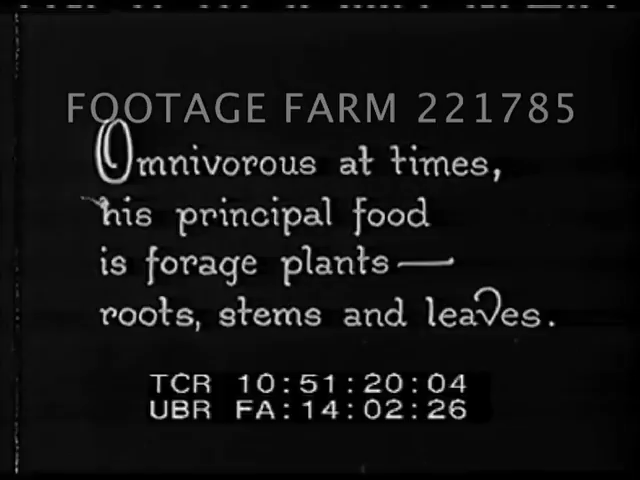 FOOTAGE FARM 221785
Omnivorous at times,
his principal food
is forage plants —
roots, stems and leaves.
TCR 10:51:20:04
UBR FA:14:02:26